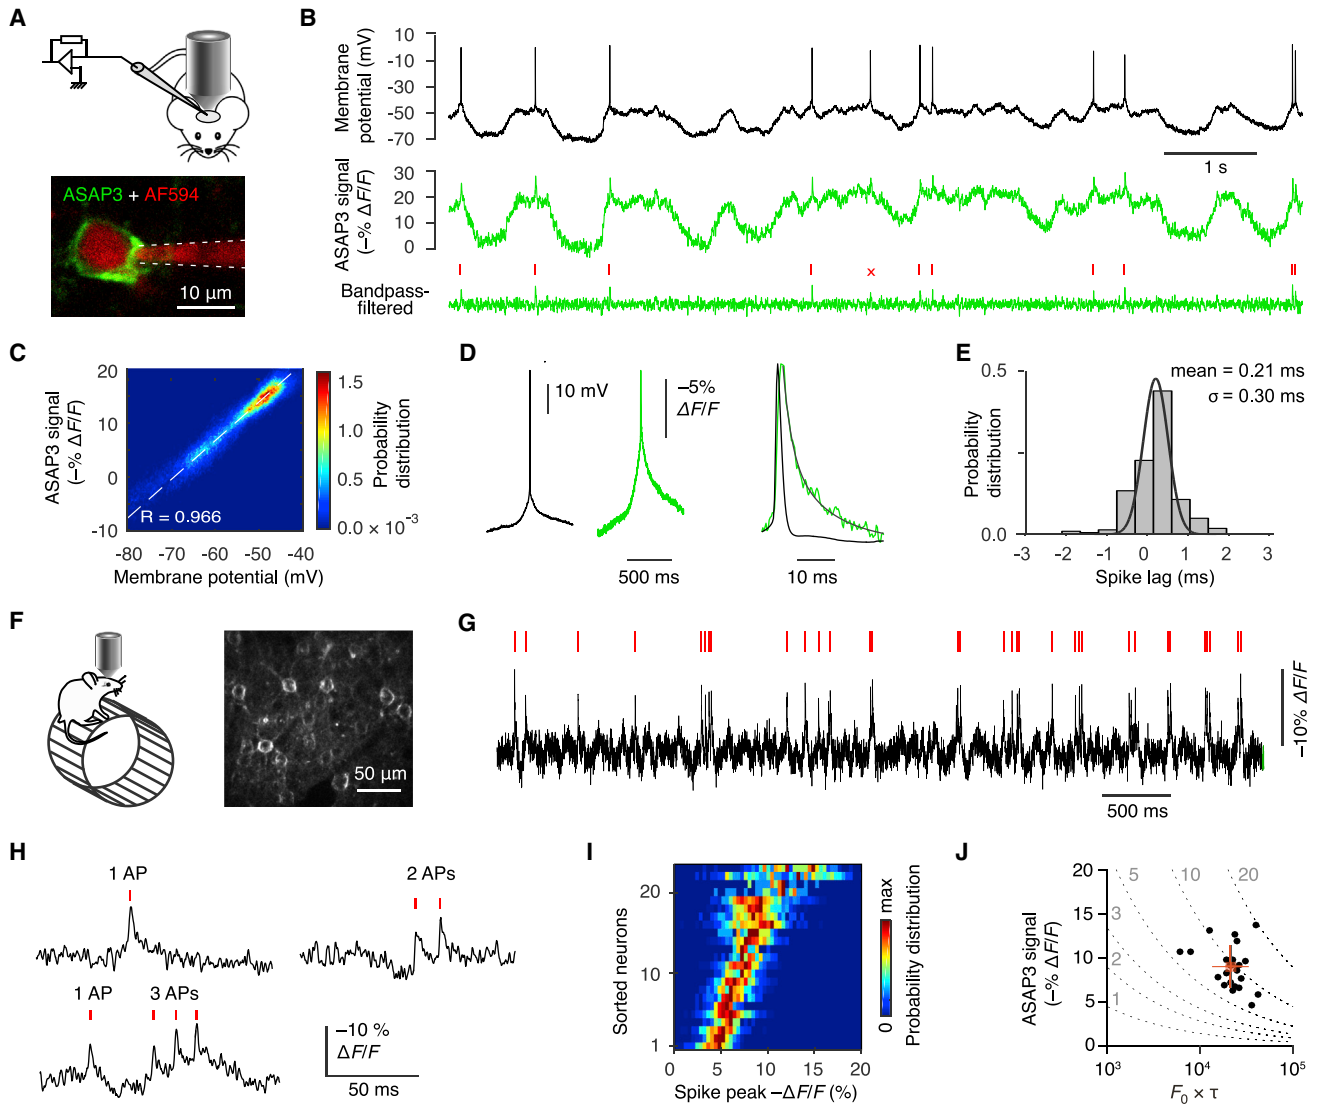 A
ASAP3 + AF594
10 μm
B
Membrane
potential (mV)
10
-10
-30
-50
-70
1 s
ASAP3 signal
(–% ΔF/F)
30
20
10
0
x
Bandpass-
filtered
C
ASAP3 signal
(–% ΔF/F)
20
10
0
-10
R = 0.966
-80 -70 -60 -50 -40
Membrane potential (mV)
1.5
1.0
0.5
0.0 × 10⁻³
Probability
distribution
D
10 mV
–5%
ΔF/F
500 ms
10 ms
E
mean = 0.21 ms
σ = 0.30 ms
Probability
distribution
0.5
0.0
-3 -2 -1 0 1 2 3
Spike lag (ms)
F
50 μm
G
–10% ΔF/F
500 ms
H
1 AP
2 APs
1 AP 3 APs
–10 %
ΔF/F
50 ms
I
Sorted neurons
20
10
1
0 5 10 15 20
Spike peak –ΔF/F (%)
0 max
Probability distribution
J
ASAP3 signal
(–% ΔF/F)
20
15
10
5
0
5 10 20
3
2
1
10³ 10⁴ 10⁵
F₀ × τ